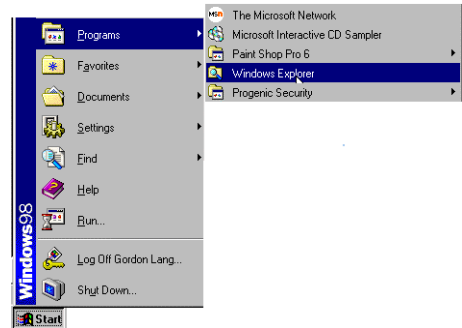 Programs
Favorites
Documents
Settings
Find
Help
Run...
Log Off Gordon Lang...
Shut Down...
Windows98
Start
msn The Microsoft Network
Microsoft Interactive CD Sampler
Paint Shop Pro 6
Windows Explorer
Progenic Security